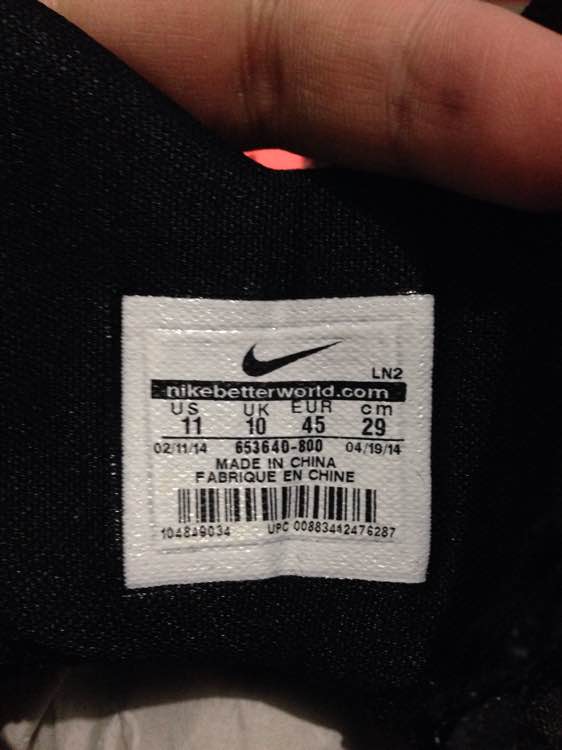 LN2
nikebetterworld.com
US UK EUR cm
11 10 45 29
02/11/14 653640-800 04/19/14
MADE IN CHINA
FABRIQUE EN CHINE
104849034 UPC 00883412476287